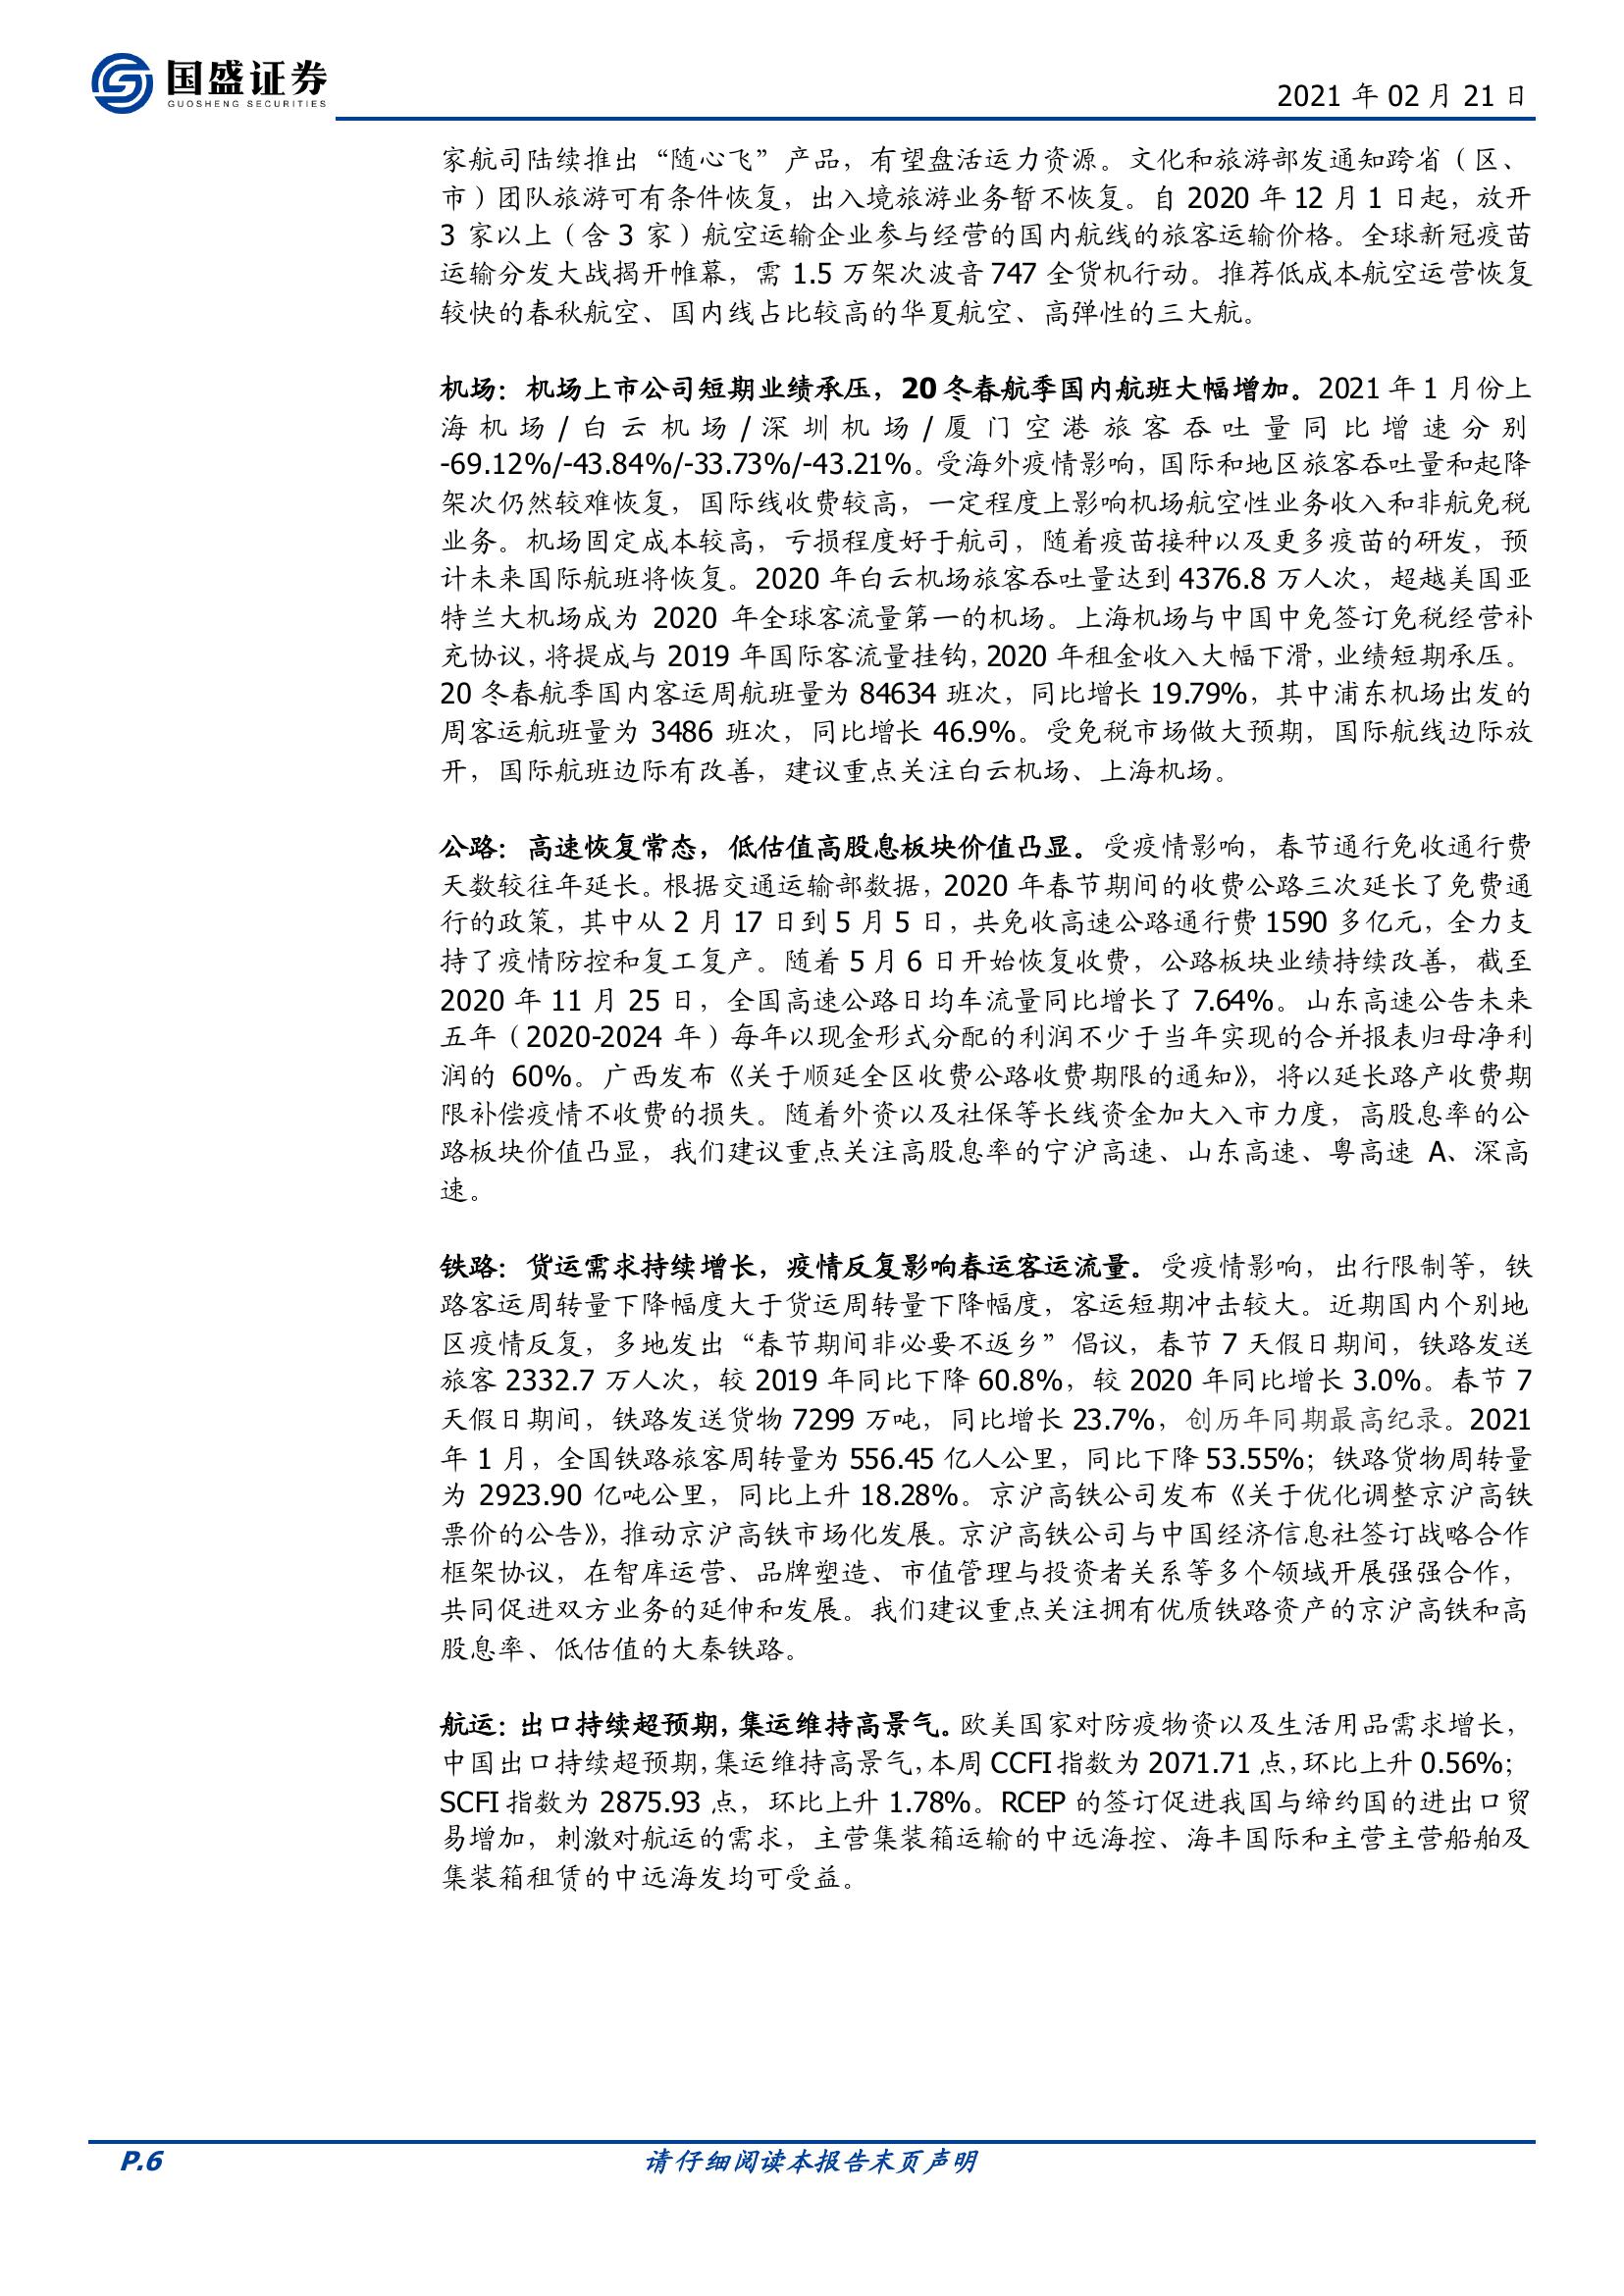 国盛证券
GUOSHENG SECURITIES
2021 年 02 月 21 日
家航司陆续推出“随心飞”产品，有望盘活运力资源。文化和旅游部发通知跨省（区、
市）团队旅游可有条件恢复，出入境旅游业务暂不恢复。自 2020 年 12 月 1 日起，放开
3 家以上（含 3 家）航空运输企业参与经营的国内航线的旅客运输价格。全球新冠疫苗
运输分发大战揭开帷幕，需 1.5 万架次波音 747 全货机行动。推荐低成本航空运营恢复
较快的春秋航空、国内线占比较高的华夏航空、高弹性的三大航。
机场：机场上市公司短期业绩承压，20 冬春航季国内航班大幅增加。2021 年 1 月份上
海机场/白云机场/深圳机场/厦门空港旅客吞吐量同比增速分别
-69.12%/-43.84%/-33.73%/-43.21%。受海外疫情影响，国际和地区旅客吞吐量和起降
架次仍然较难恢复，国际线收费较高，一定程度上影响机场航空性业务收入和非航免税
业务。机场固定成本较高，亏损程度好于航司，随着疫苗接种以及更多疫苗的研发，预
计未来国际航班将恢复。2020 年白云机场旅客吞吐量达到 4376.8 万人次，超越美国亚
特兰大机场成为 2020 年全球客流量第一的机场。上海机场与中国中免签订免税经营补
充协议，将提成与 2019 年国际客流量挂钩，2020 年租金收入大幅下滑，业绩短期承压。
20 冬春航季国内客运周航班量为 84634 班次，同比增长 19.79%，其中浦东机场出发的
周客运航班量为 3486 班次，同比增长 46.9%。受免税市场做大预期，国际航线边际放
开，国际航班边际有改善，建议重点关注白云机场、上海机场。
公路：高速恢复常态，低估值高股息板块价值凸显。受疫情影响，春节通行免收通行费
天数较往年延长。根据交通运输部数据，2020 年春节期间的收费公路三次延长了免费通
行的政策，其中从 2 月 17 日到 5 月 5 日，共免收高速公路通行费 1590 多亿元，全力支
持了疫情防控和复工复产。随着 5 月 6 日开始恢复收费，公路板块业绩持续改善，截至
2020 年 11 月 25 日，全国高速公路日均车流量同比增长了 7.64%。山东高速公告未来
五年（2020-2024 年）每年以现金形式分配的利润不少于当年实现的合并报表归母净利
润的 60%。广西发布《关于顺延全区收费公路收费期限的通知》，将以延长路产收费期
限补偿疫情不收费的损失。随着外资以及社保等长线资金加大入市力度，高股息率的公
路板块价值凸显，我们建议重点关注高股息率的宁沪高速、山东高速、粤高速 A、深高
速。
铁路：货运需求持续增长，疫情反复影响春运客运流量。受疫情影响，出行限制等，铁
路客运周转量下降幅度大于货运周转量下降幅度，客运短期冲击较大。近期国内个别地
区疫情反复，多地发出“春节期间非必要不返乡”倡议，春节 7 天假日期间，铁路发送
旅客 2332.7 万人次，较 2019 年同比下降 60.8%，较 2020 年同比增长 3.0%。春节 7
天假日期间，铁路发送货物 7299 万吨，同比增长 23.7%，创历年同期最高纪录。2021
年 1 月，全国铁路旅客周转量为 556.45 亿人公里，同比下降 53.55%；铁路货物周转量
为 2923.90 亿吨公里，同比上升 18.28%。京沪高铁公司发布《关于优化调整京沪高铁
票价的公告》，推动京沪高铁市场化发展。京沪高铁公司与中国经济信息社签订战略合作
框架协议，在智库运营、品牌塑造、市值管理与投资者关系等多个领域开展强强合作，
共同促进双方业务的延伸和发展。我们建议重点关注拥有优质铁路资产的京沪高铁和高
股息率、低估值的大秦铁路。
航运：出口持续超预期，集运维持高景气。欧美国家对防疫物资以及生活用品需求增长，
中国出口持续超预期，集运维持高景气，本周 CCFI 指数为 2071.71 点，环比上升 0.56%；
SCFI 指数为 2875.93 点，环比上升 1.78%。RCEP 的签订促进我国与缔约国的进出口贸
易增加，刺激对航运的需求，主营集装箱运输的中远海控、海丰国际和主营主营船舶及
集装箱租赁的中远海发均可受益。
P.6
请仔细阅读本报告末页声明